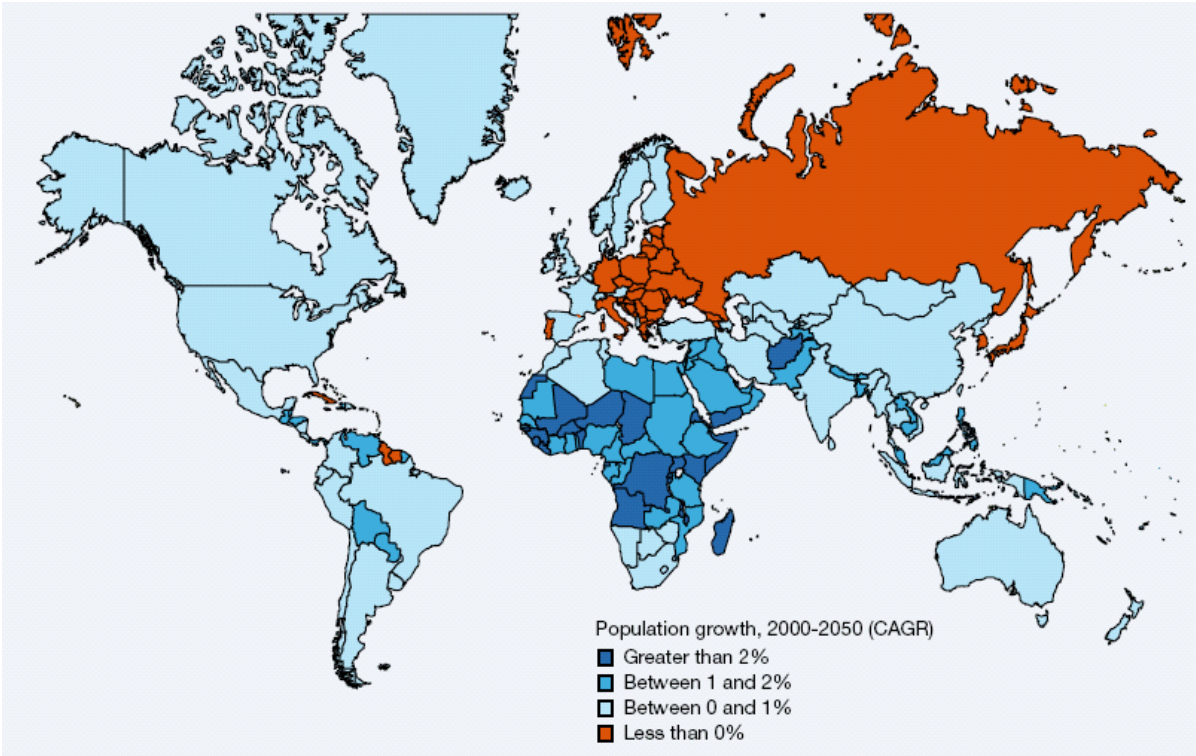 Population growth, 2000-2050 (CAGR)
Greater than 2%
Between 1 and 2%
Between 0 and 1%
Less than 0%